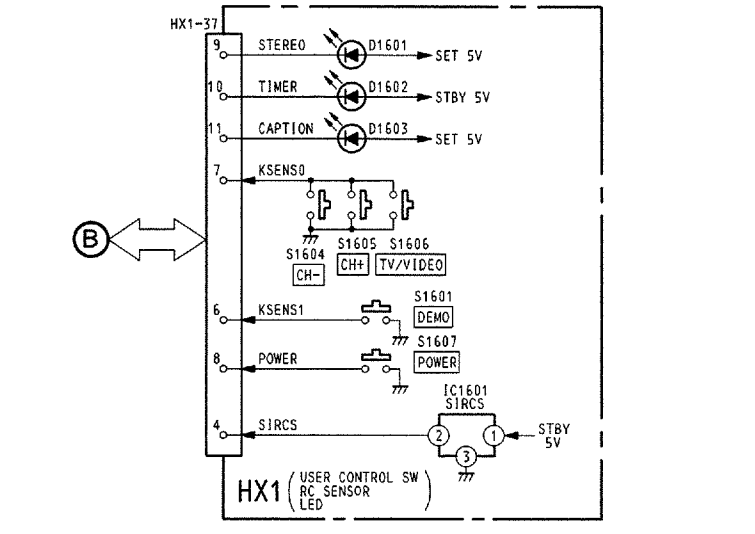 HX1-37
9 STEREO D1601 SET 5V
10 TIMER D1602 STBY 5V
11 CAPTION D1603 SET 5V
7 KSENS0
B
S1604 S1605 S1606
CH- CH+ TV/VIDEO
6 KSENS1 S1601
DEMO
8 POWER S1607
POWER
IC1601
SIRCS
4 SIRCS 2 1 STBY
5V
3
HX1 ( USER CONTROL SW
RC SENSOR
LED )